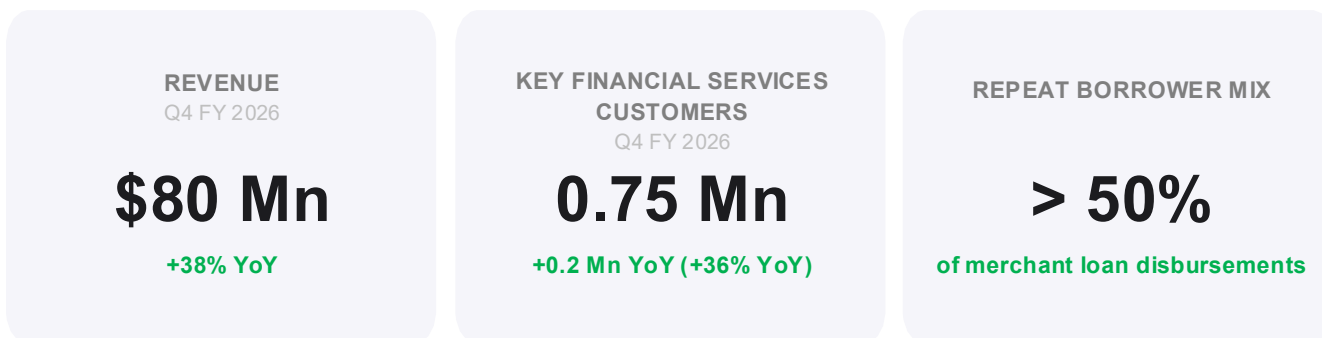 REVENUE
Q4 FY 2026
$80 Mn
+38% YoY
KEY FINANCIAL SERVICES
CUSTOMERS
Q4 FY 2026
0.75 Mn
+0.2 Mn YoY (+36% YoY)
REPEAT BORROWER MIX
> 50%
of merchant loan disbursements